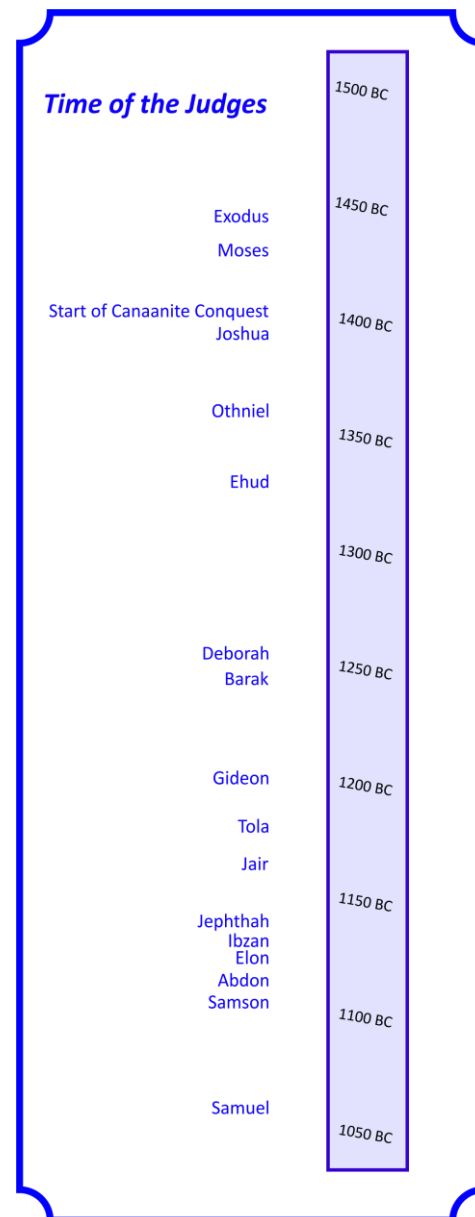 Time of the Judges
1500 BC
1450 BC
Exodus
Moses
Start of Canaanite Conquest
1400 BC
Joshua
Othniel
1350 BC
Ehud
1300 BC
Deborah
1250 BC
Barak
Gideon
1200 BC
Tola
Jair
1150 BC
Jephthah
Ibzan
Elon
Abdon
Samson
1100 BC
Samuel
1050 BC